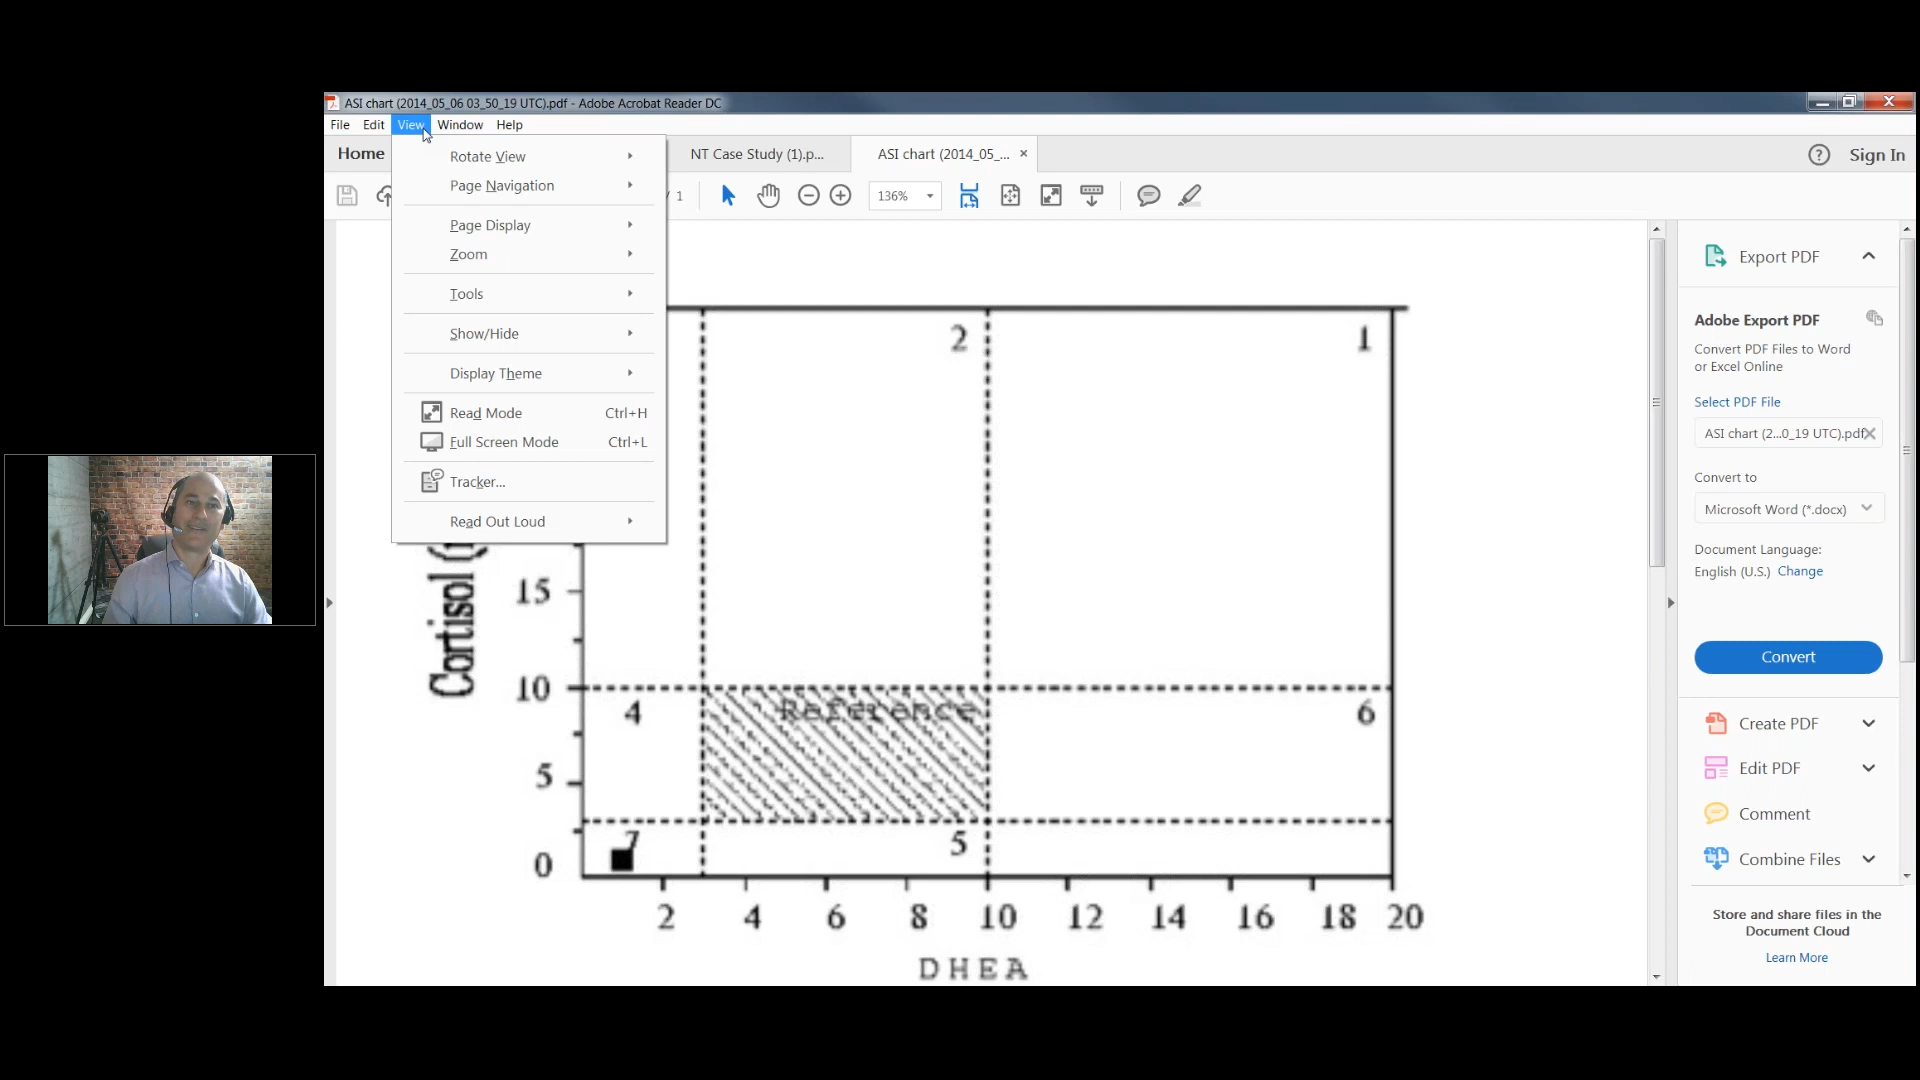 ASI chart (2014_05_06 03_50_19 UTC).pdf - Adobe Acrobat Reader DC
File Edit View Window Help
Home NT Case Study (1).p... ASI chart (2014_05_... × ? Sign In
/ 1 136%
Rotate View
Page Navigation
Page Display
Zoom
Tools
Show/Hide
Display Theme
Read Mode Ctrl+H
Full Screen Mode Ctrl+L
Tracker...
Read Out Loud
2 1
Cortisol
15
10
4 Reference 6
5
7 5
0
2 4 6 8 10 12 14 16 18 20
DHEA
Export PDF
Adobe Export PDF
Convert PDF Files to Word
or Excel Online
Select PDF File
ASI chart (2...0_19 UTC).pdf
Convert to
Microsoft Word (*.docx)
Document Language:
English (U.S.) Change
Convert
Create PDF
Edit PDF
Comment
Combine Files
Store and share files in the
Document Cloud
Learn More